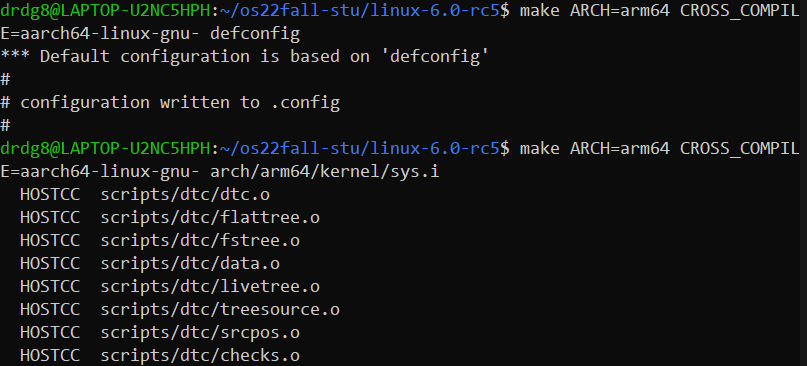 drdg8@LAPTOP-U2NC5HPH:~/os22fall-stu/linux-6.0-rc5$ make ARCH=arm64 CROSS_COMPIL
E=aarch64-linux-gnu- defconfig
*** Default configuration is based on 'defconfig'
#
# configuration written to .config
#
drdg8@LAPTOP-U2NC5HPH:~/os22fall-stu/linux-6.0-rc5$ make ARCH=arm64 CROSS_COMPIL
E=aarch64-linux-gnu- arch/arm64/kernel/sys.i
  HOSTCC  scripts/dtc/dtc.o
  HOSTCC  scripts/dtc/flattree.o
  HOSTCC  scripts/dtc/fstree.o
  HOSTCC  scripts/dtc/data.o
  HOSTCC  scripts/dtc/livetree.o
  HOSTCC  scripts/dtc/treesource.o
  HOSTCC  scripts/dtc/srcpos.o
  HOSTCC  scripts/dtc/checks.o